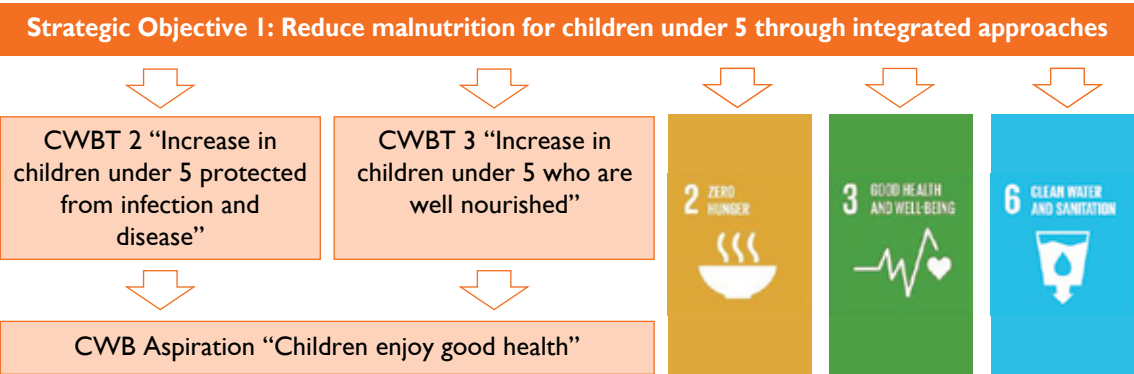 Strategic Objective 1: Reduce malnutrition for children under 5 through integrated approaches
CWBT 2 “Increase in
children under 5 protected
from infection and
disease”
CWBT 3 “Increase in
children under 5 who are
well nourished”
2 ZERO
HUNGER
3 GOOD HEALTH
AND WELL-BEING
6 CLEAN WATER
AND SANITATION
CWB Aspiration “Children enjoy good health”